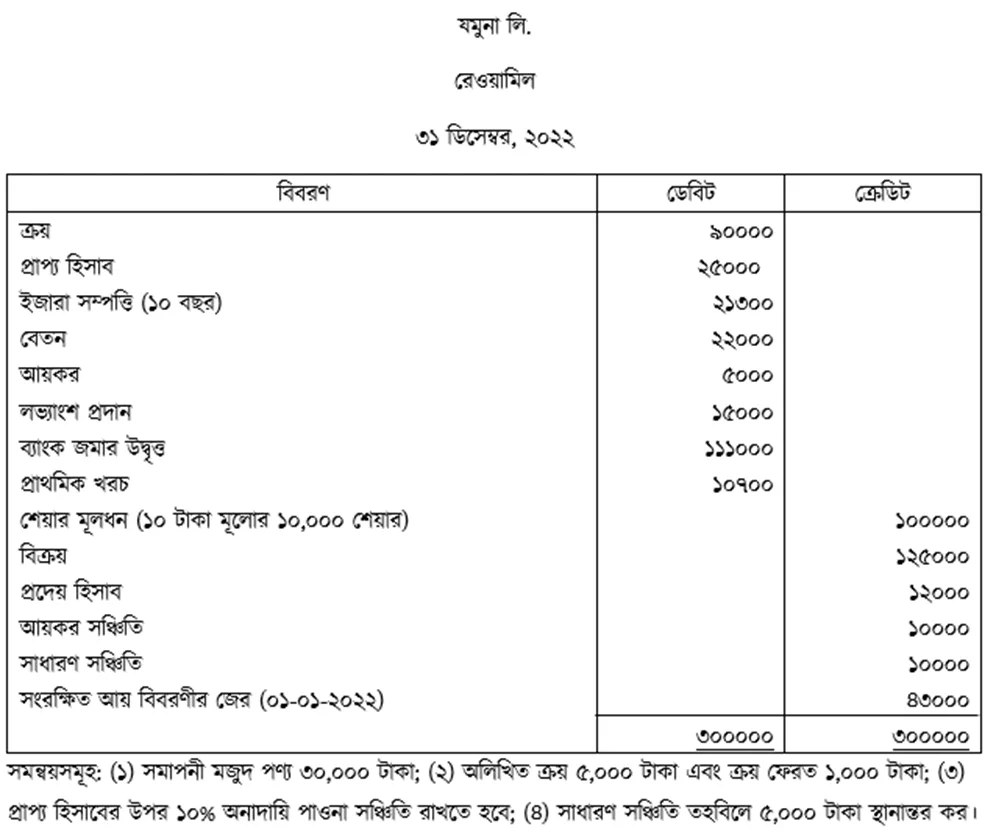 যমুনা লি.
রেওয়ামিল
৩১ ডিসেম্বর, ২০২২
বিবরণ ডেবিট ক্রেডিট
ক্রয় ৯০০০০
প্রাপ্য হিসাব ২৫০০০
ইজারা সম্পত্তি (১০ বছর) ২১৩০০
বেতন ২২০০০
আয়কর ৫০০০
লভ্যাংশ প্রদান ১৫০০০
ব্যাংক জমার উদ্বৃত্ত ১১১০০০
প্রাথমিক খরচ ১০৭০০
শেয়ার মূলধন (১০ টাকা মূলোর ১০,০০০ শেয়ার) ১০০০০০
বিক্রয় ১২৫০০০
প্রদেয় হিসাব ১২০০০
আয়কর সঞ্চিতি ১০০০০
সাধারণ সঞ্চিতি ১০০০০
সংরক্ষিত আয় বিবরণীর জের (০১-০১-২০২২) ৪৩০০০
৩০০০০০ ৩০০০০০
সমন্বয়সমূহ: (১) সমাপনী মজুদ পণ্য ৩০,০০০ টাকা; (২) অলিখিত ক্রয় ৫,০০০ টাকা এবং ক্রয় ফেরত ১,০০০ টাকা; (৩)
প্রাপ্য হিসাবের উপর ১০% অনাদায়ি পাওনা সঞ্চিতি রাখতে হবে; (৪) সাধারণ সঞ্চিতি তহবিলে ৫,০০০ টাকা স্থানান্তর কর।